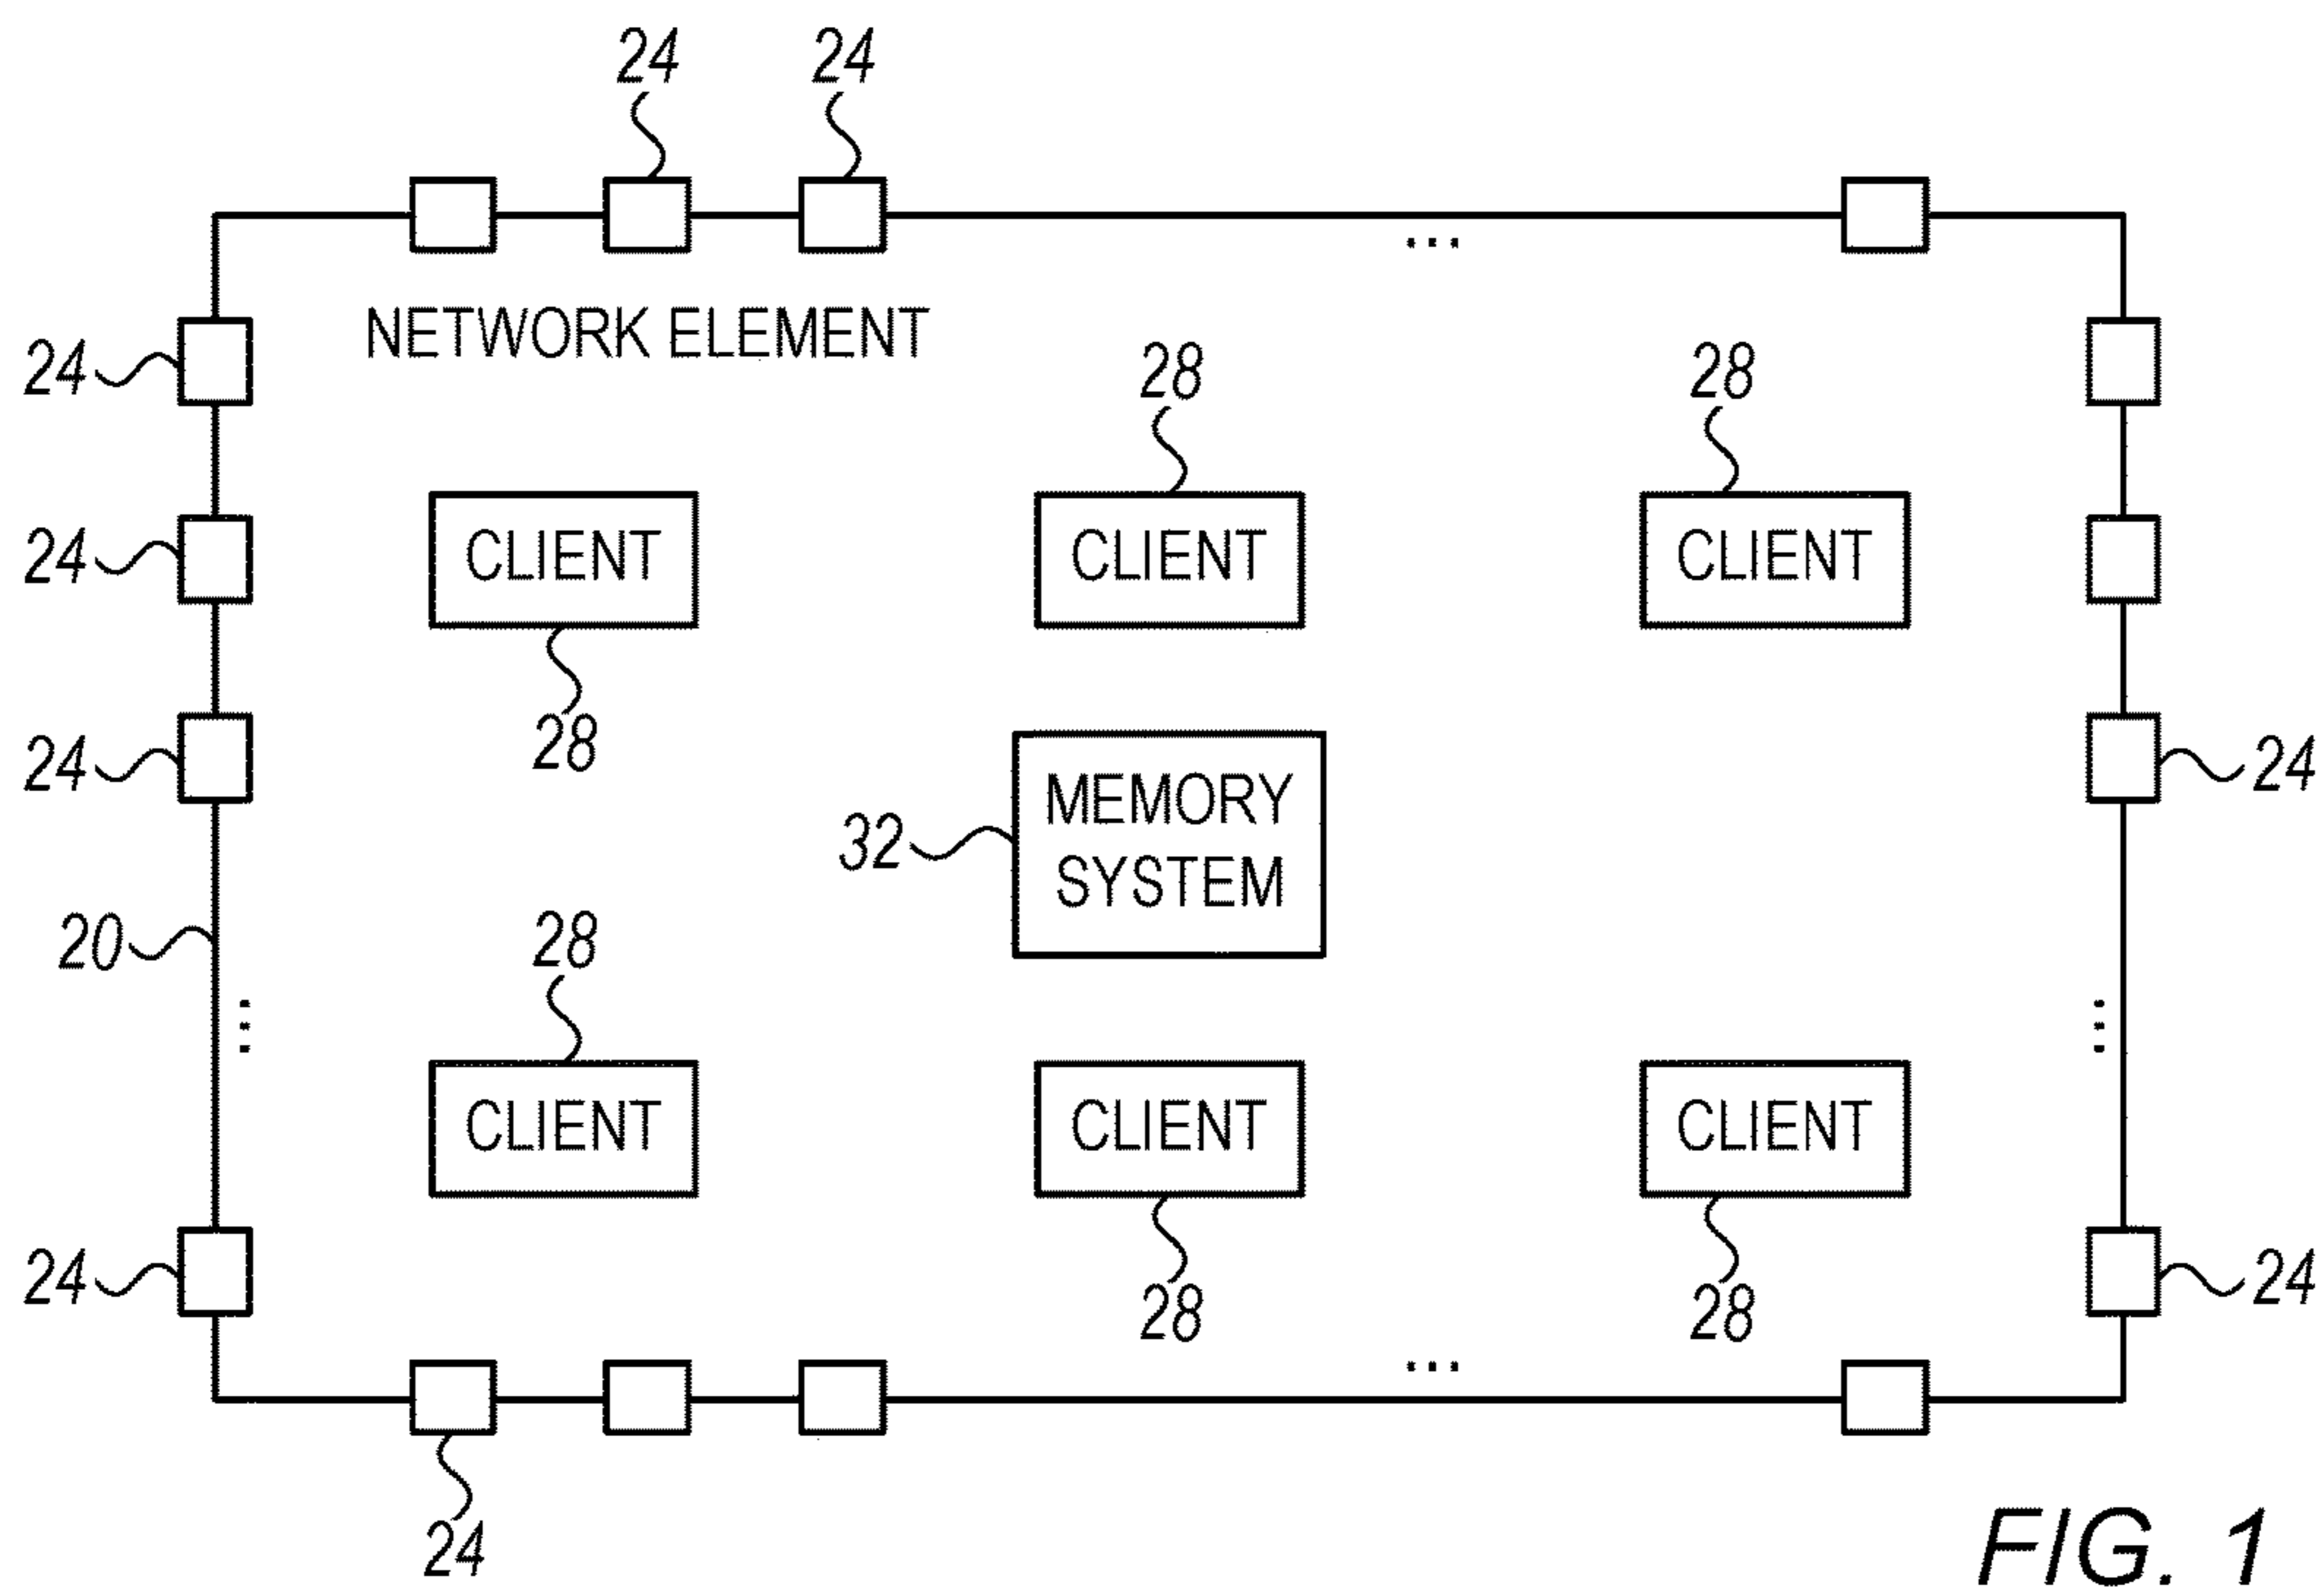 24 24
NETWORK ELEMENT
24
28 28
24 CLIENT CLIENT CLIENT
28
24 24
MEMORY
32 SYSTEM
20 28
...
... ...
CLIENT CLIENT CLIENT
24 24
28 28
...
24
FIG. 1